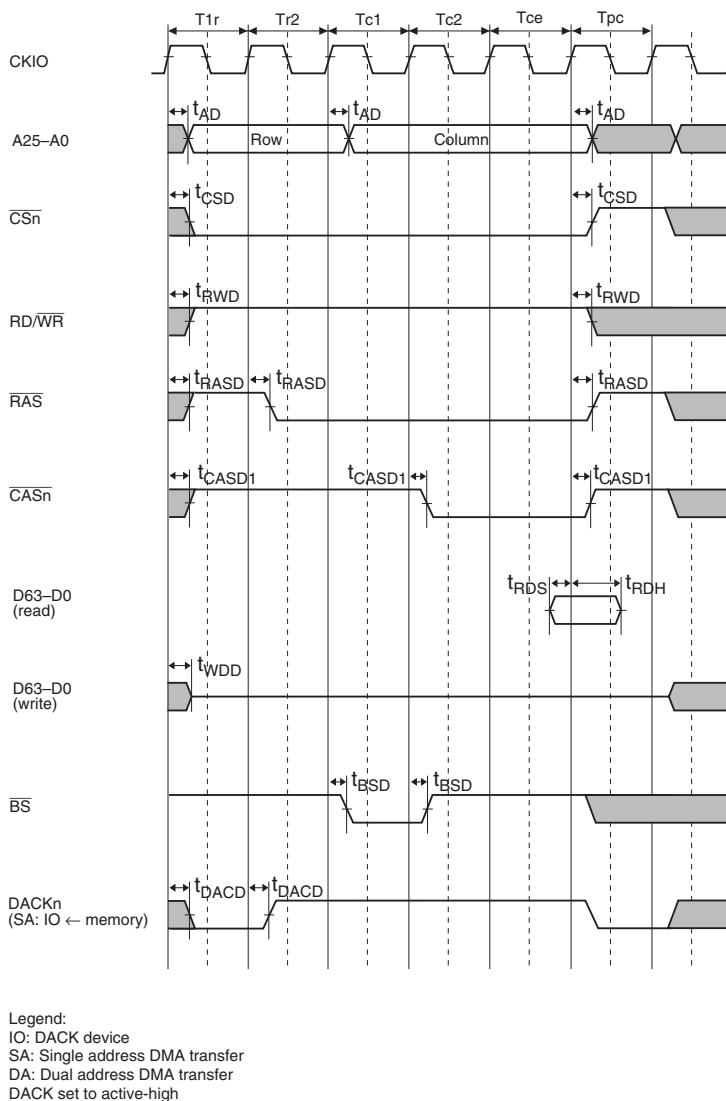 T1r Tr2 Tc1 Tc2 Tce Tpc
CKIO
tAD tAD tAD
A25–A0 Row Column
tCSD tCSD
CSn
tRWD tRWD
RD/WR
tRASD tRASD tRASD
RAS
tCASD1 tCASD1 tCASD1
CASn
tRDS tRDH
D63–D0
(read)
tWDD
D63–D0
(write)
tBSD tBSD
BS
tDACD tDACD
DACKn
(SA: IO ← memory)
Legend:
IO: DACK device
SA: Single address DMA transfer
DA: Dual address DMA transfer
DACK set to active-high